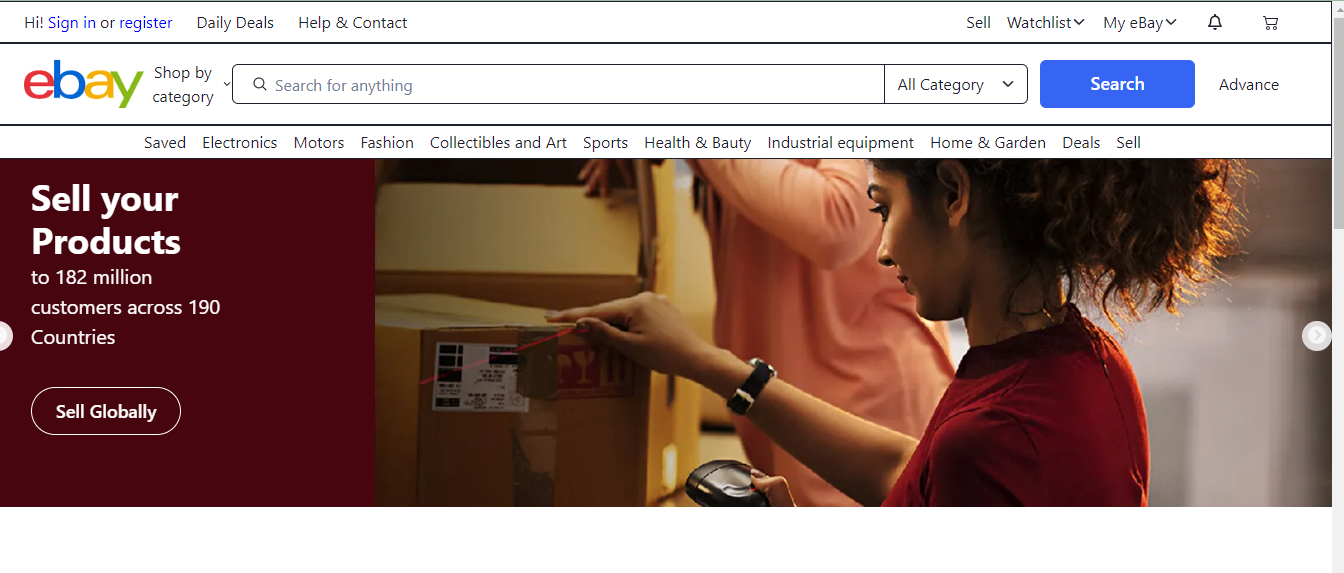 Hi! Sign in or register Daily Deals Help & Contact Sell Watchlist My eBay
ebay
Shop by
category
Search for anything
All Category
Search
Advance
Saved Electronics Motors Fashion Collectibles and Art Sports Health & Bauty Industrial equipment Home & Garden Deals Sell
Sell your
Products
to 182 million
customers across 190
Countries
Sell Globally